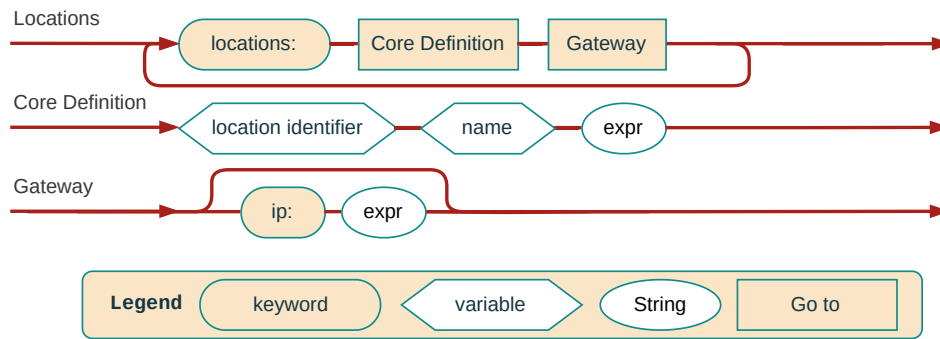 Locations
locations: Core Definition Gateway
Core Definition
location identifier name expr
Gateway
ip: expr
Legend keyword variable String Go to